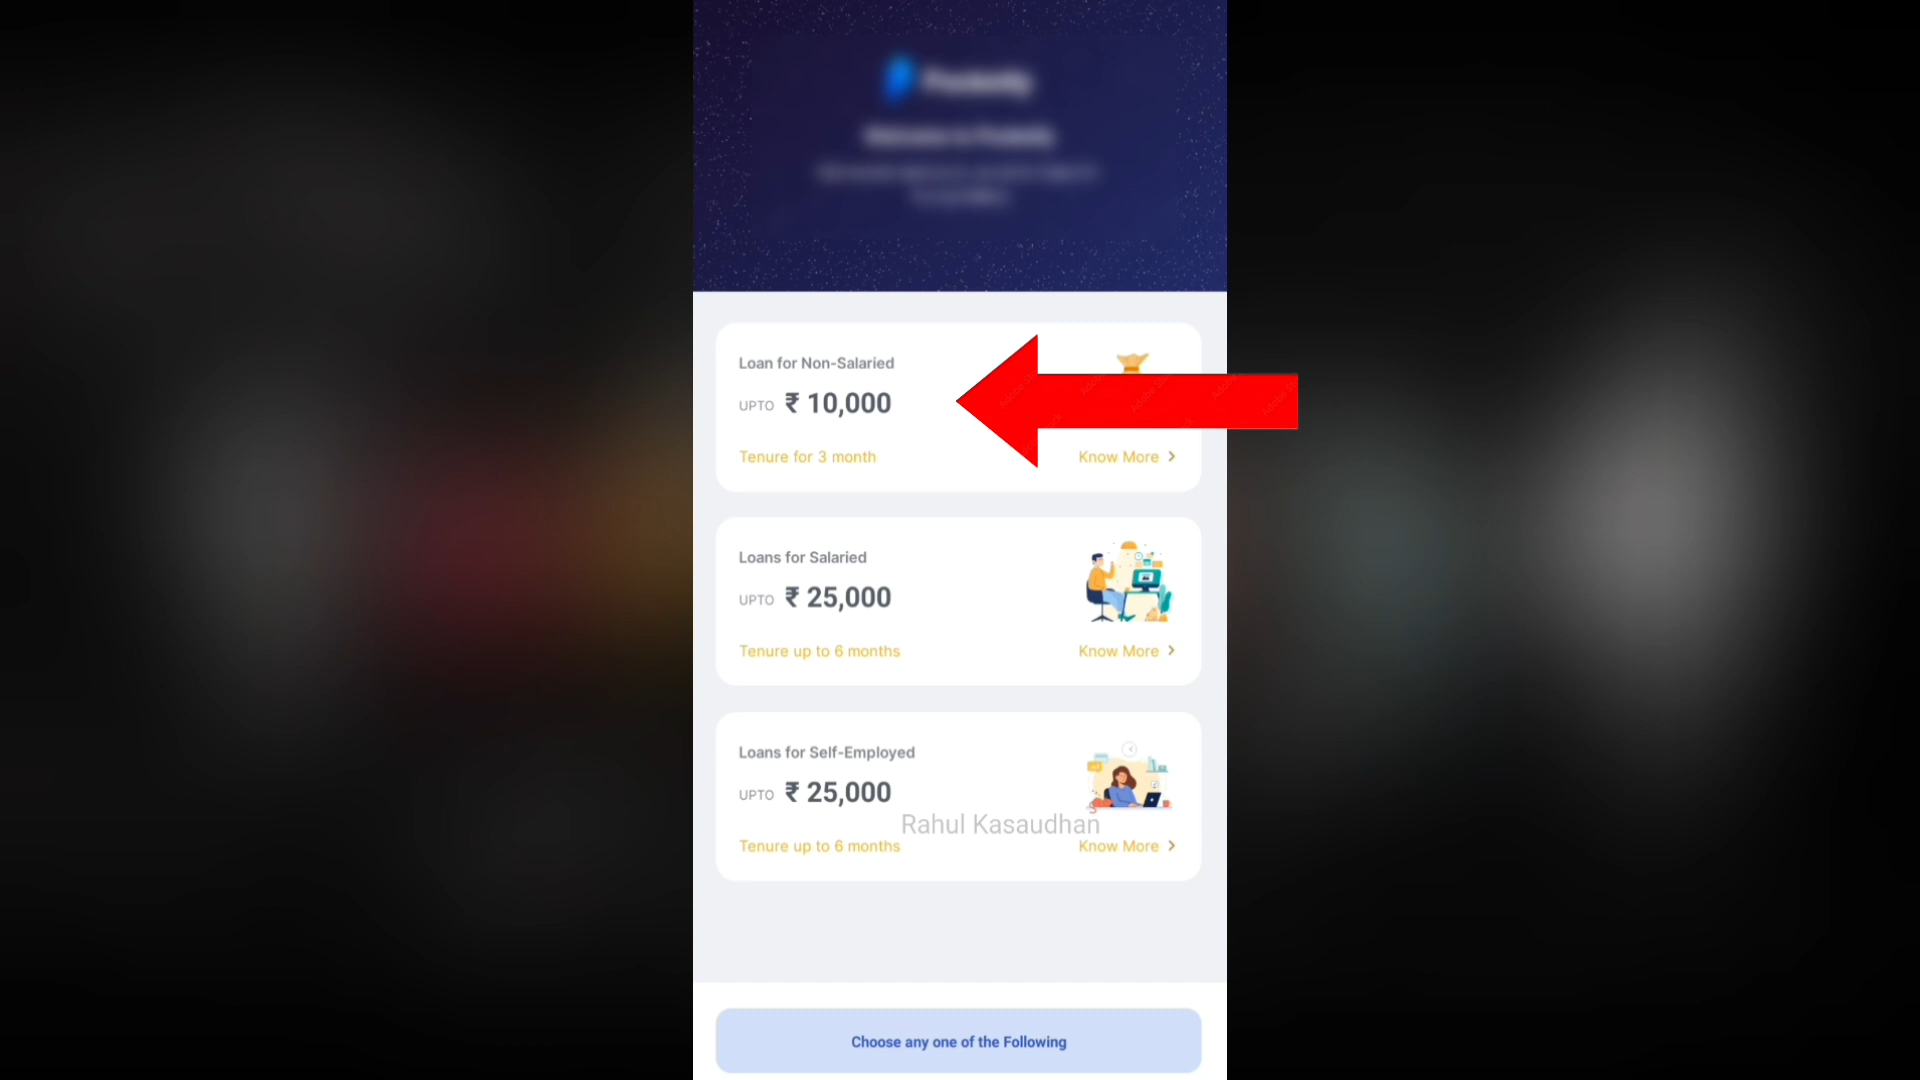 Loan for Non-Salaried
UPTO ₹ 10,000
Tenure for 3 month
Know More >
Loans for Salaried
UPTO ₹ 25,000
Tenure up to 6 months
Know More >
Loans for Self-Employed
UPTO ₹ 25,000
Rahul Kasaudhan
Tenure up to 6 months
Know More >
Choose any one of the Following